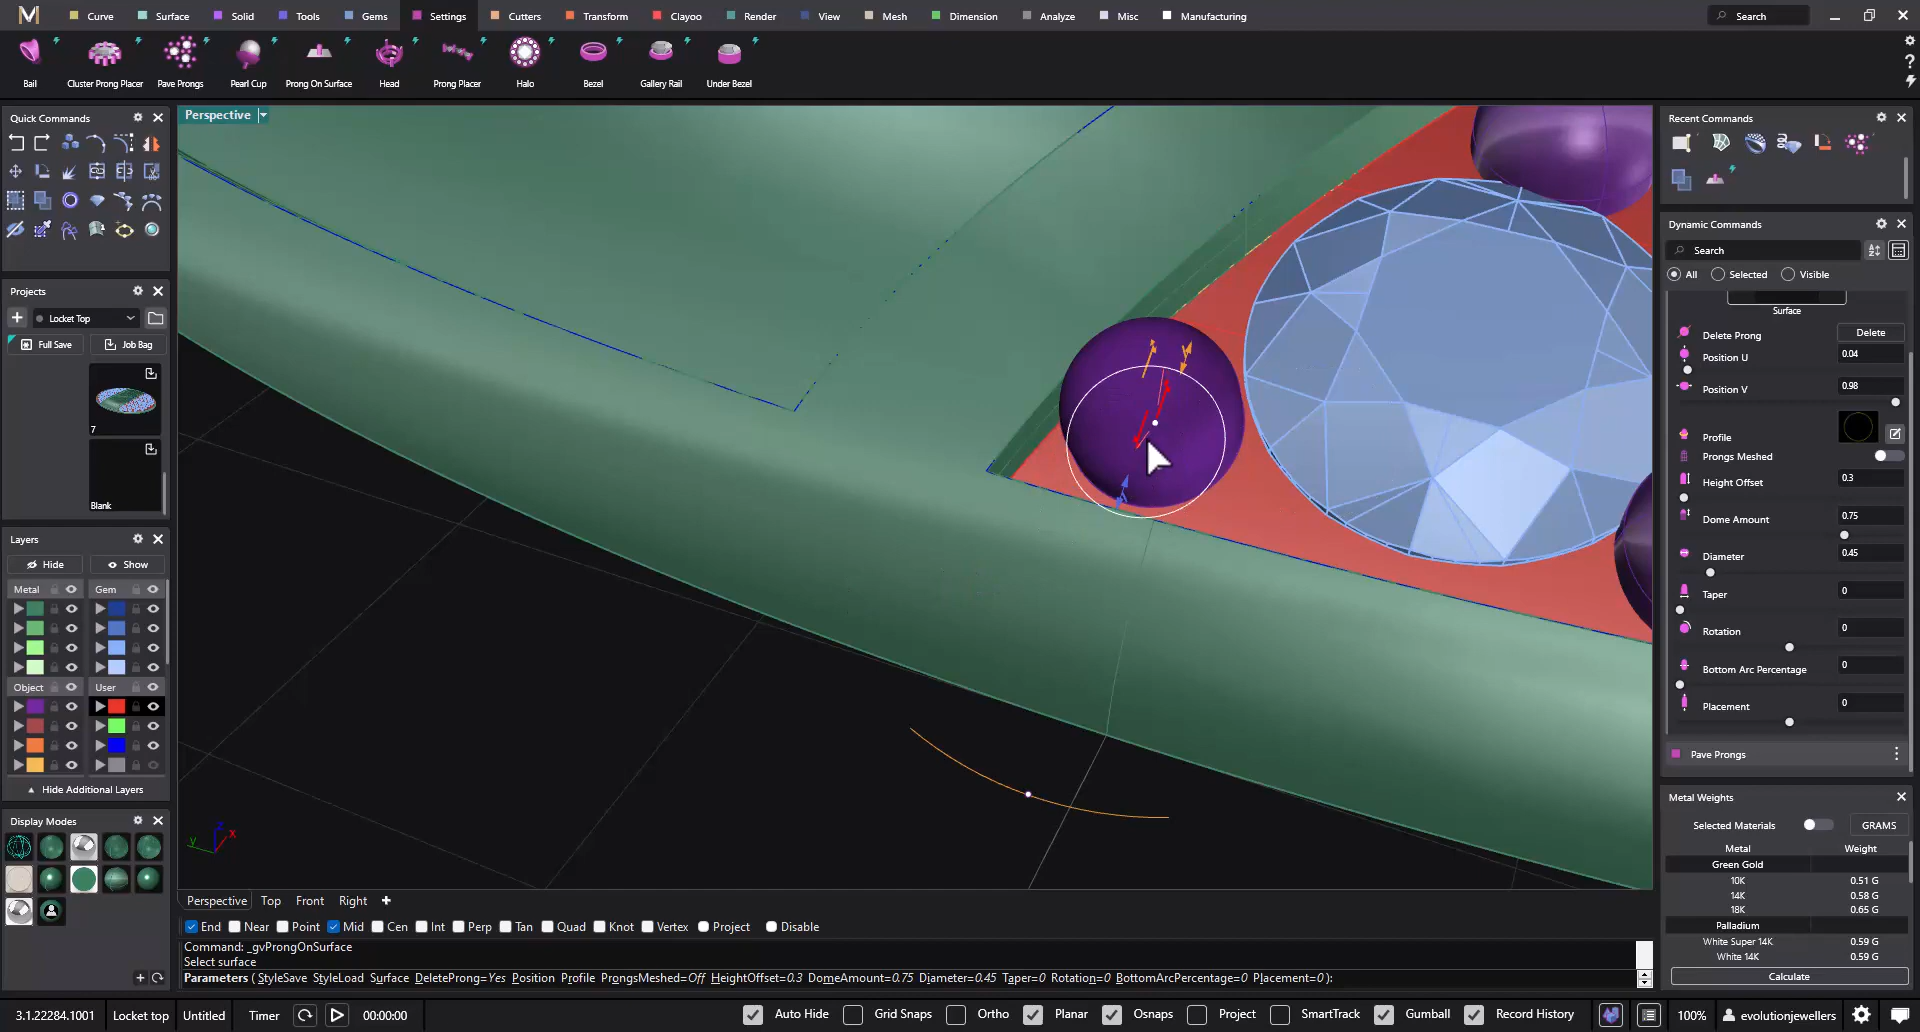 Curve Surface Solid Tools Gems Settings Cutters Transform Clayoo Render View Mesh Dimension Analyze Misc Manufacturing Search
Bail Cluster Prong Placer Pave Prongs Pearl Cup Prong On Surface Head Prong Placer Halo Bezel Gallery Rail Under Bezel
Quick Commands
Perspective
Recent Commands
Dynamic Commands
Search
All Selected Visible
Surface
Delete Prong Delete
Position U 0.04
Position V 0.98
Profile
Prongs Meshed
Height Offset 0.3
Dome Amount 0.75
Diameter 0.45
Taper 0
Rotation 0
Bottom Arc Percentage 0
Placement 0
Pave Prongs
Metal Weights
Selected Materials GRAMS
Metal Weight
Green Gold
10K 0.51 G
14K 0.58 G
18K 0.65 G
Palladium
White Super 14K 0.59 G
White 14K 0.59 G
Calculate
Projects
Locket Top
Full Save Job Bag
7
Blank
Layers
Hide Show
Metal Gem
Object User
Hide Additional Layers
Display Modes
z x y
Perspective Top Front Right
End Near Point Mid Cen Int Perp Tan Quad Knot Vertex Project Disable
Command: _gvProngOnSurface
Select surface
Parameters ( StyleSave StyleLoad Surface DeleteProng=Yes Position Profile ProngsMeshed=Off HeightOffset=0.3 DomeAmount=0.75 Diameter=0.45 Taper=0 Rotation=0 BottomArcPercentage=0 Placement=0 ):
3.1.22284.1001 Locket top Untitled Timer 00:00:00 Auto Hide Grid Snaps Ortho Planar Osnaps Project SmartTrack Gumball Record History 100% evolutionjewellers